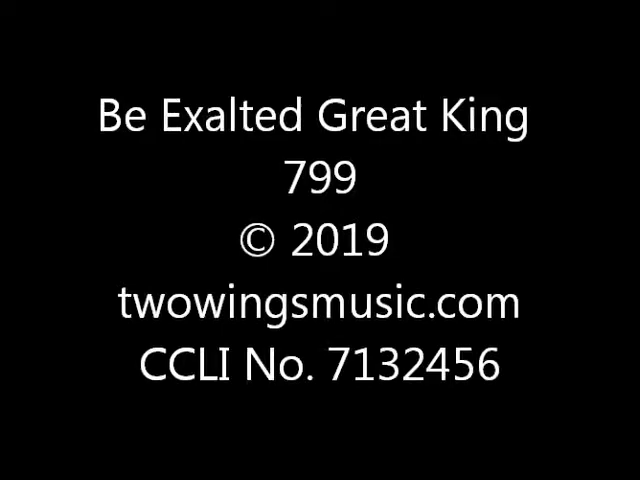 Be Exalted Great King
799
© 2019
twowingsmusic.com
CCLI No. 7132456